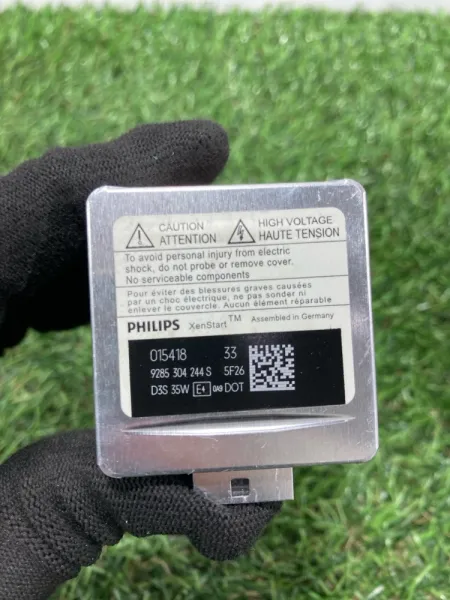 CAUTION
ATTENTION
HIGH VOLTAGE
HAUTE TENSION
To avoid personal injury from electric
shock, do not probe or remove cover.
No serviceable components
Pour éviter des blessures graves causées
par un choc électrique, ne pas sonder ni
enlever le couvercle. Aucun élément réparable
PHILIPS XenStart™ Assembled in Germany
015418 33
9285 304 244 S 5F26
D3S 35W E4 DOT